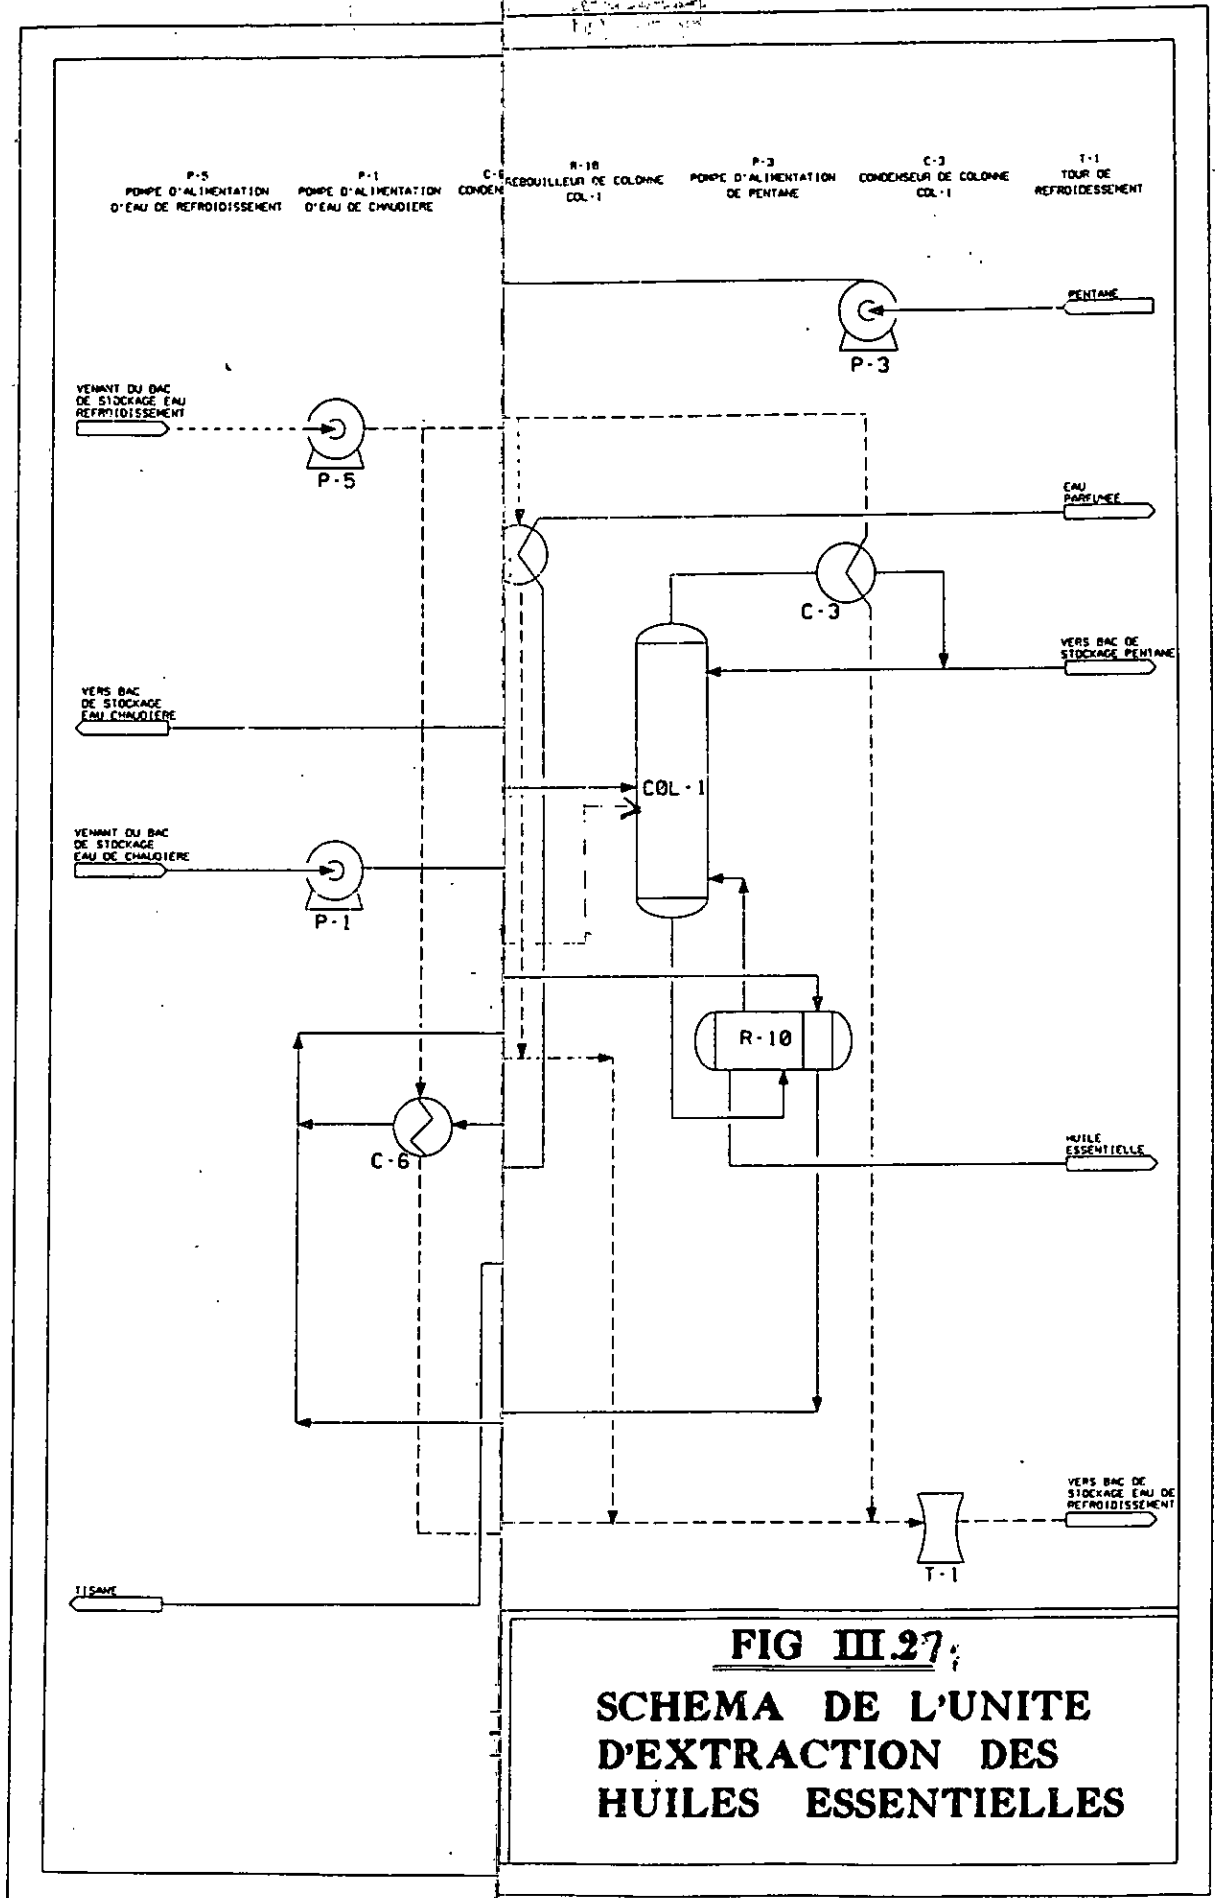 P-5
POMPE D'ALIMENTATION
D'EAU DE REFROIDISSEMENT
P-1
POMPE D'ALIMENTATION
D'EAU DE CHAUDIERE
C-6
CONDEN
R-10
REBOUILLEUR DE COLONNE
COL-1
P-3
POMPE D'ALIMENTATION
DE PENTANE
C-3
CONDENSEUR DE COLONNE
COL-1
T-1
TOUR DE
REFROIDESSEMENT
PENTANE
P-3
VENANT DU BAC
DE STOCKAGE EAU
REFROIDISSEMENT
P-5
EAU
PARFUMEE
C-3
VERS BAC DE
STOCKAGE PENTANE
VERS BAC
DE STOCKAGE
EAU CHAUDIERE
COL-1
VENANT DU BAC
DE STOCKAGE
EAU DE CHAUDIERE
P-1
R-10
C-6
HUILE
ESSENTIELLE
VERS BAC DE
STOCKAGE EAU DE
REFROIDISSEMENT
T-1
TISANE
FIG III.27
SCHEMA DE L'UNITE
D'EXTRACTION DES
HUILES ESSENTIELLES